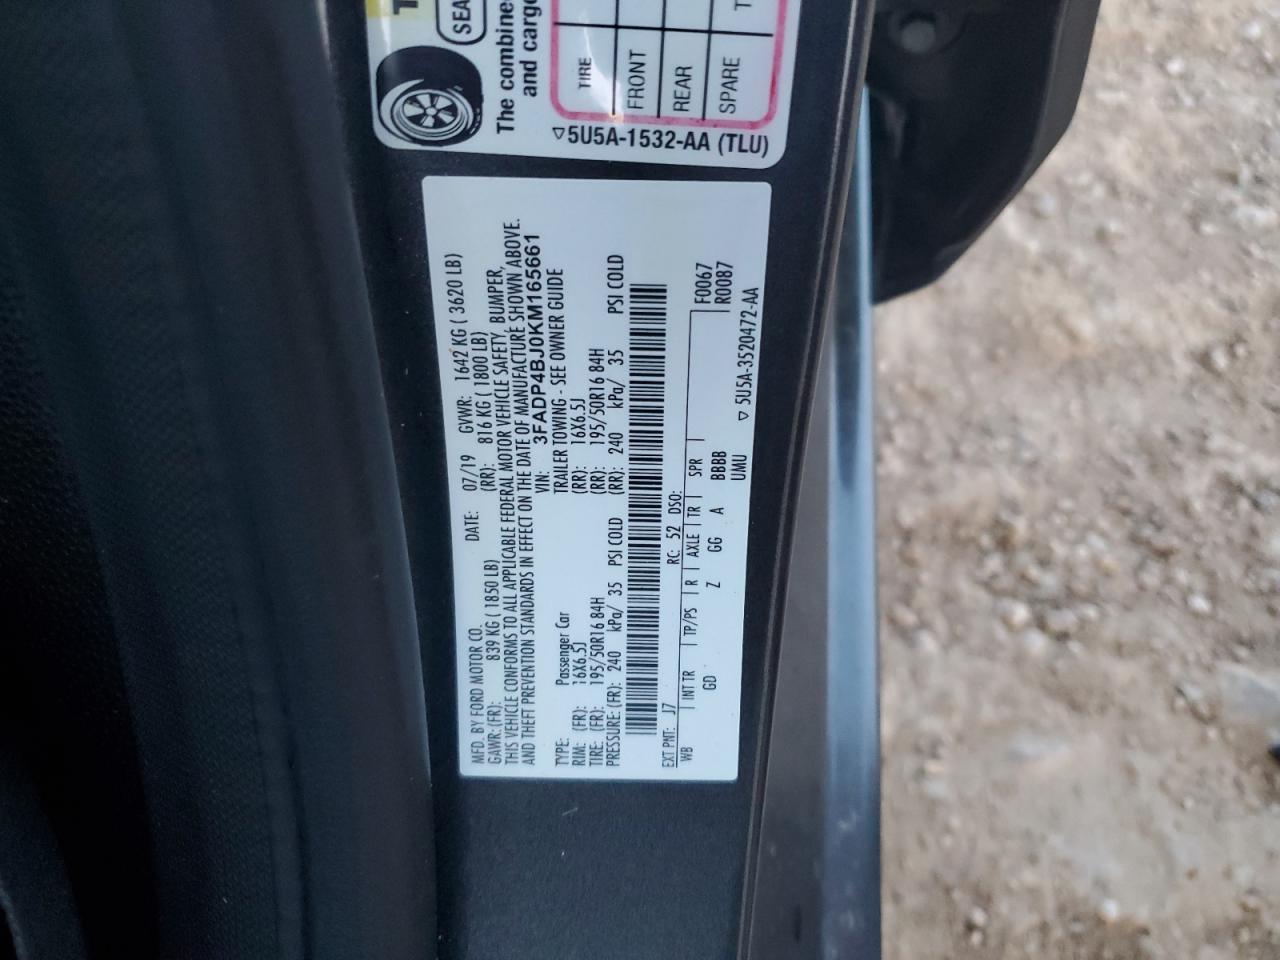 SEA
The combine
and cargo
TIRE
FRONT
REAR
SPARE
5U5A-1532-AA (TLU)
MFD. BY FORD MOTOR CO.
DATE: 07/19 GVWR: 1642 KG ( 3620 LB)
GAWR: (FR): 839 KG ( 1850 LB) (RR): 816 KG ( 1800 LB)
THIS VEHICLE CONFORMS TO ALL APPLICABLE FEDERAL MOTOR VEHICLE SAFETY, BUMPER,
AND THEFT PREVENTION STANDARDS IN EFFECT ON THE DATE OF MANUFACTURE SHOWN ABOVE.
VIN: 3FADP4BJ0KM165661
TYPE: Passenger Car TRAILER TOWING - SEE OWNER GUIDE
RIM: (FR): 16X6.5J (RR): 16X6.5J
TIRE: (FR): 195/50R16 84H (RR): 195/50R16 84H
PRESSURE: (FR): 240 kPa/ 35 PSI COLD (RR): 240 kPa/ 35 PSI COLD
EXT PNT: J7 RC: 52 DSO: F0067
WB INT TR TP/PS R AXLE TR SPR R0087
GD Z GG A BBBB
UMU 5U5A-3520472-AA